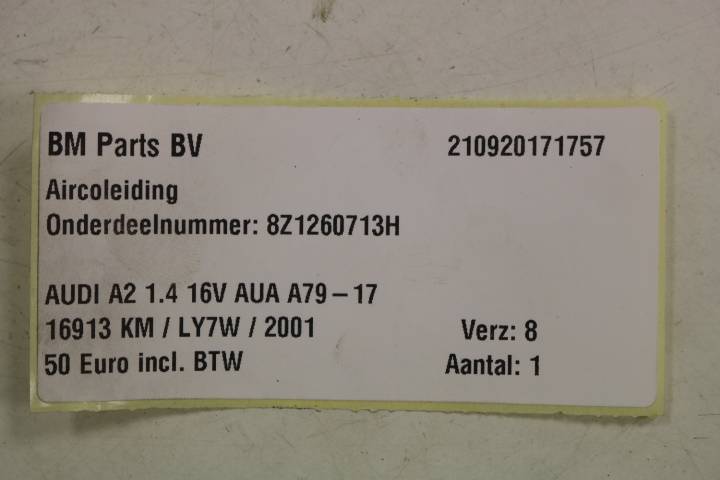 BM Parts BV 210920171757
Aircoleiding
Onderdeelnummer: 8Z1260713H
AUDI A2 1.4 16V AUA A79-17
16913 KM / LY7W / 2001 Verz: 8
50 Euro incl. BTW Aantal: 1